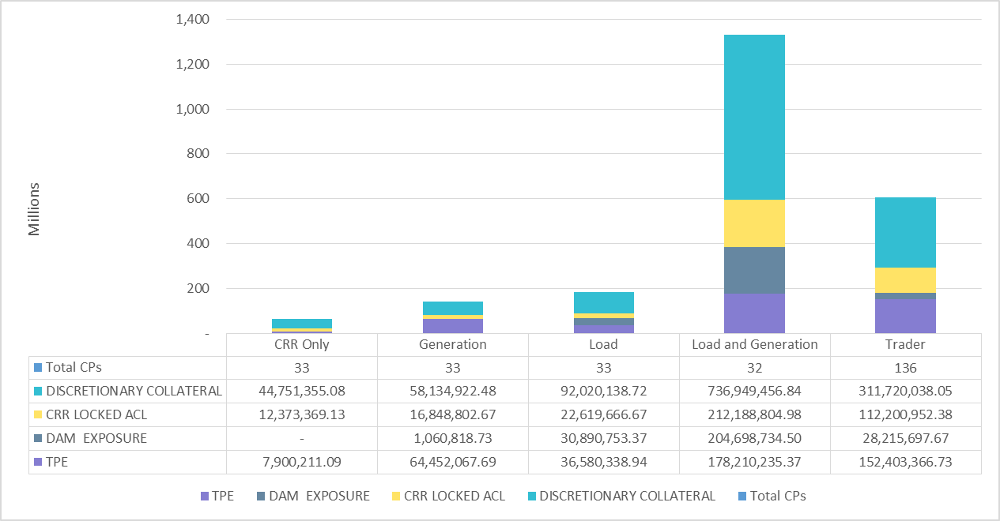 1,400
1,200
1,000
800
600
400
200
-
Millions
CRR Only Generation Load Load and Generation Trader
Total CPs 33 33 33 32 136
DISCRETIONARY COLLATERAL 44,751,355.08 58,134,922.48 92,020,138.72 736,949,456.84 311,720,038.05
CRR LOCKED ACL 12,373,369.13 16,848,802.67 22,619,666.67 212,188,804.98 112,200,952.38
DAM EXPOSURE - 1,060,818.73 30,890,753.37 204,698,734.50 28,215,697.67
TPE 7,900,211.09 64,452,067.69 36,580,338.94 178,210,235.37 152,403,366.73
TPE DAM EXPOSURE CRR LOCKED ACL DISCRETIONARY COLLATERAL Total CPs